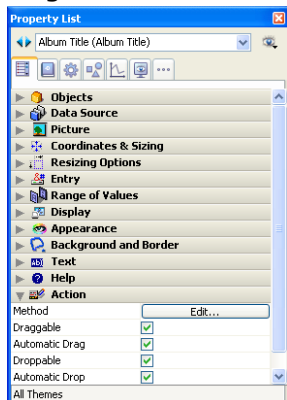 Property List
Album Title (Album Title)
Objects
Data Source
Picture
Coordinates & Sizing
Resizing Options
Entry
Range of Values
Display
Appearance
Background and Border
Text
Help
Action
Method Edit...
Draggable
Automatic Drag
Droppable
Automatic Drop
All Themes